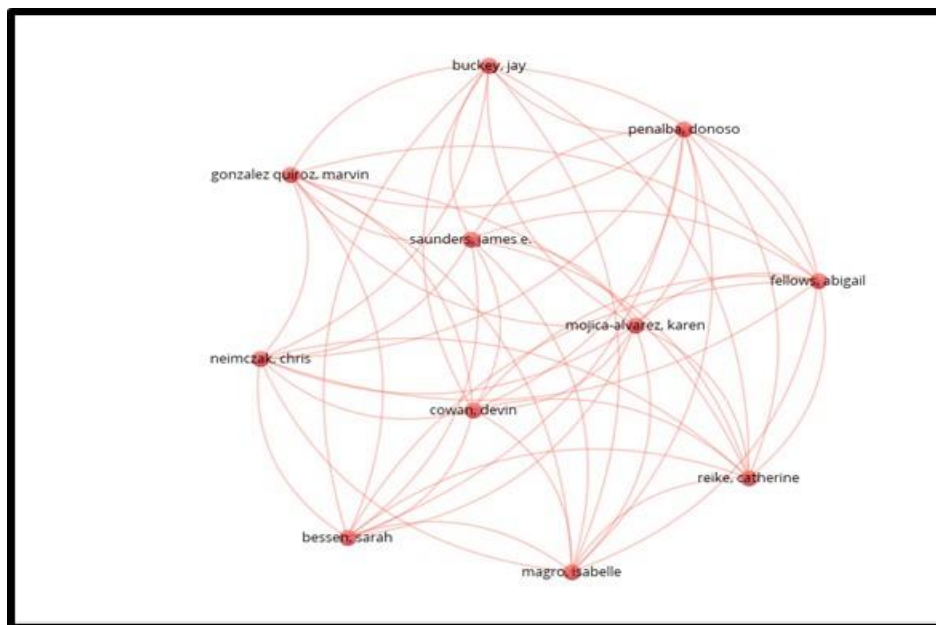 buckey, jay
penalba, donoso
gonzalez quiroz, marvin
saunders, james e.
fellows, abigail
mojica-alvarez, karen
neimczak, chris
cowan, devin
reike, catherine
bessen, sarah
magro, isabelle